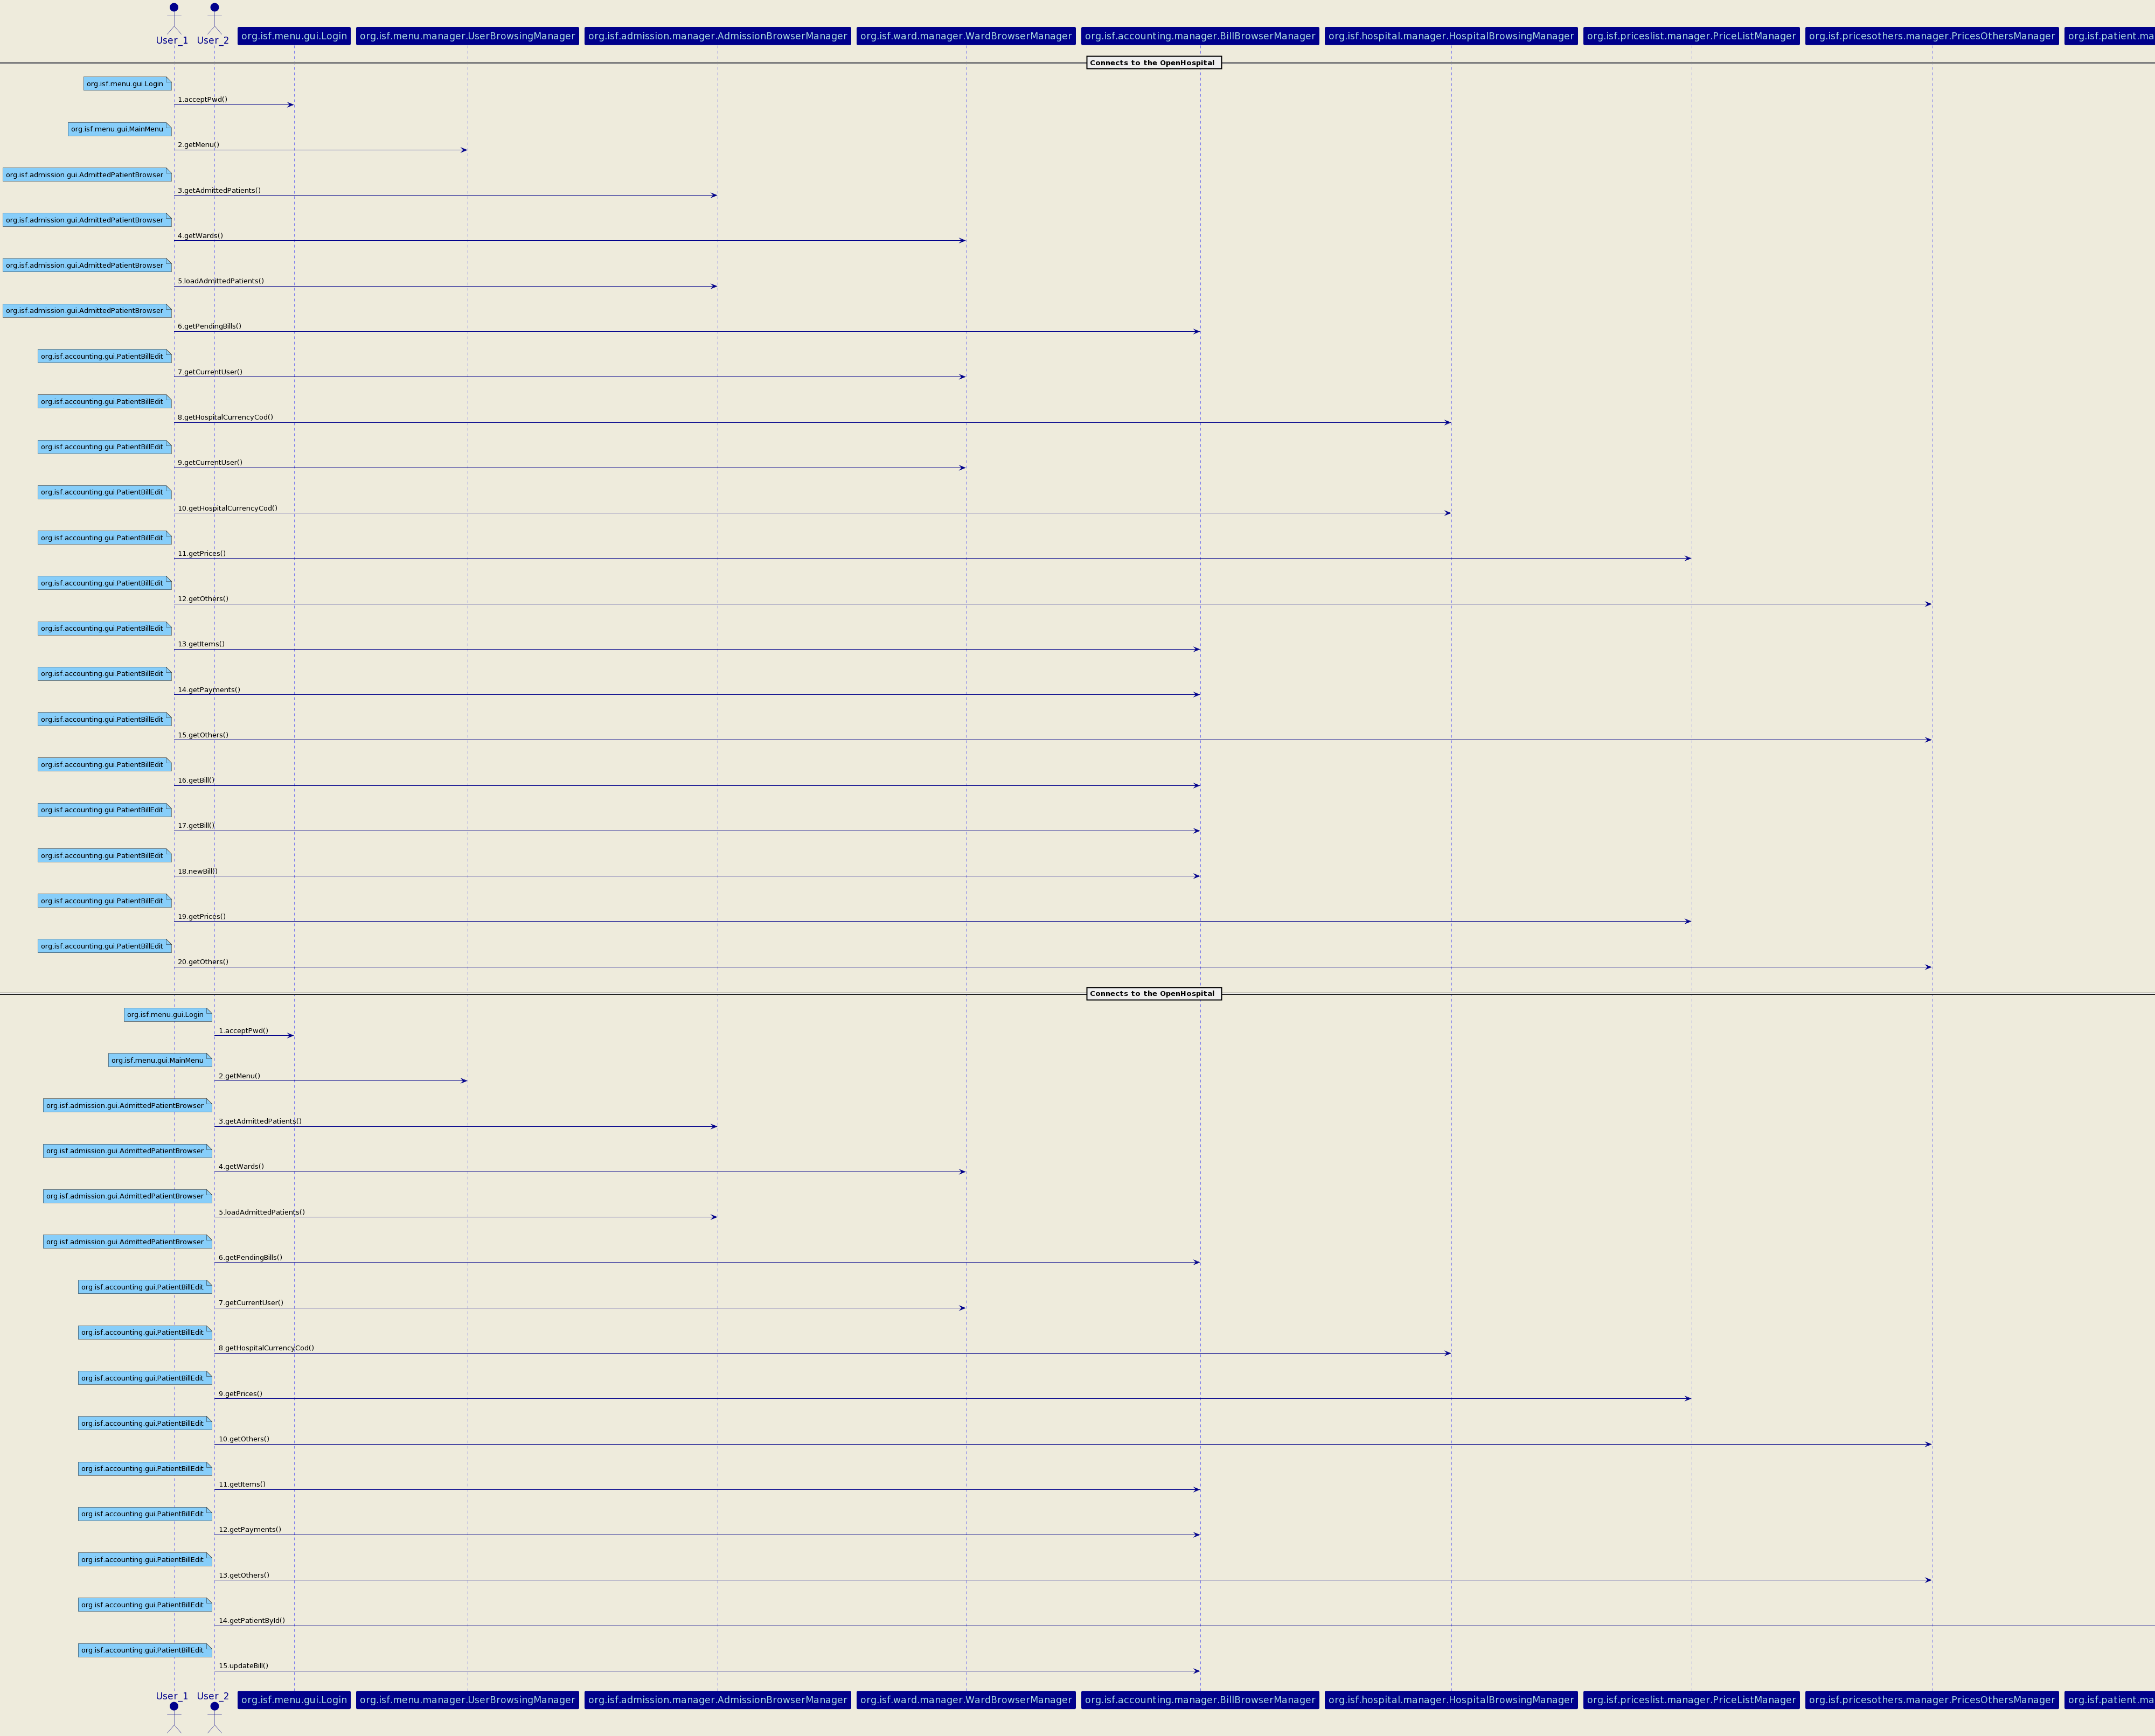 User_1
User_2
org.isf.menu.gui.Login
org.isf.menu.manager.UserBrowsingManager
org.isf.admission.manager.AdmissionBrowserManager
org.isf.ward.manager.WardBrowserManager
org.isf.accounting.manager.BillBrowserManager
org.isf.hospital.manager.HospitalBrowsingManager
org.isf.priceslist.manager.PriceListManager
org.isf.pricesothers.manager.PricesOthersManager
org.isf.patient.ma
Connects to the OpenHospital
org.isf.menu.gui.Login
1.acceptPwd()
org.isf.menu.gui.MainMenu
2.getMenu()
org.isf.admission.gui.AdmittedPatientBrowser
3.getAdmittedPatients()
org.isf.admission.gui.AdmittedPatientBrowser
4.getWards()
org.isf.admission.gui.AdmittedPatientBrowser
5.loadAdmittedPatients()
org.isf.admission.gui.AdmittedPatientBrowser
6.getPendingBills()
org.isf.accounting.gui.PatientBillEdit
7.getCurrentUser()
org.isf.accounting.gui.PatientBillEdit
8.getHospitalCurrencyCod()
org.isf.accounting.gui.PatientBillEdit
9.getCurrentUser()
org.isf.accounting.gui.PatientBillEdit
10.getHospitalCurrencyCod()
org.isf.accounting.gui.PatientBillEdit
11.getPrices()
org.isf.accounting.gui.PatientBillEdit
12.getOthers()
org.isf.accounting.gui.PatientBillEdit
13.getItems()
org.isf.accounting.gui.PatientBillEdit
14.getPayments()
org.isf.accounting.gui.PatientBillEdit
15.getOthers()
org.isf.accounting.gui.PatientBillEdit
16.getBill()
org.isf.accounting.gui.PatientBillEdit
17.getBill()
org.isf.accounting.gui.PatientBillEdit
18.newBill()
org.isf.accounting.gui.PatientBillEdit
19.getPrices()
org.isf.accounting.gui.PatientBillEdit
20.getOthers()
Connects to the OpenHospital
org.isf.menu.gui.Login
1.acceptPwd()
org.isf.menu.gui.MainMenu
2.getMenu()
org.isf.admission.gui.AdmittedPatientBrowser
3.getAdmittedPatients()
org.isf.admission.gui.AdmittedPatientBrowser
4.getWards()
org.isf.admission.gui.AdmittedPatientBrowser
5.loadAdmittedPatients()
org.isf.admission.gui.AdmittedPatientBrowser
6.getPendingBills()
org.isf.accounting.gui.PatientBillEdit
7.getCurrentUser()
org.isf.accounting.gui.PatientBillEdit
8.getHospitalCurrencyCod()
org.isf.accounting.gui.PatientBillEdit
9.getPrices()
org.isf.accounting.gui.PatientBillEdit
10.getOthers()
org.isf.accounting.gui.PatientBillEdit
11.getItems()
org.isf.accounting.gui.PatientBillEdit
12.getPayments()
org.isf.accounting.gui.PatientBillEdit
13.getOthers()
org.isf.accounting.gui.PatientBillEdit
14.getPatientById()
org.isf.accounting.gui.PatientBillEdit
15.updateBill()
User_1
User_2
org.isf.menu.gui.Login
org.isf.menu.manager.UserBrowsingManager
org.isf.admission.manager.AdmissionBrowserManager
org.isf.ward.manager.WardBrowserManager
org.isf.accounting.manager.BillBrowserManager
org.isf.hospital.manager.HospitalBrowsingManager
org.isf.priceslist.manager.PriceListManager
org.isf.pricesothers.manager.PricesOthersManager
org.isf.patient.ma